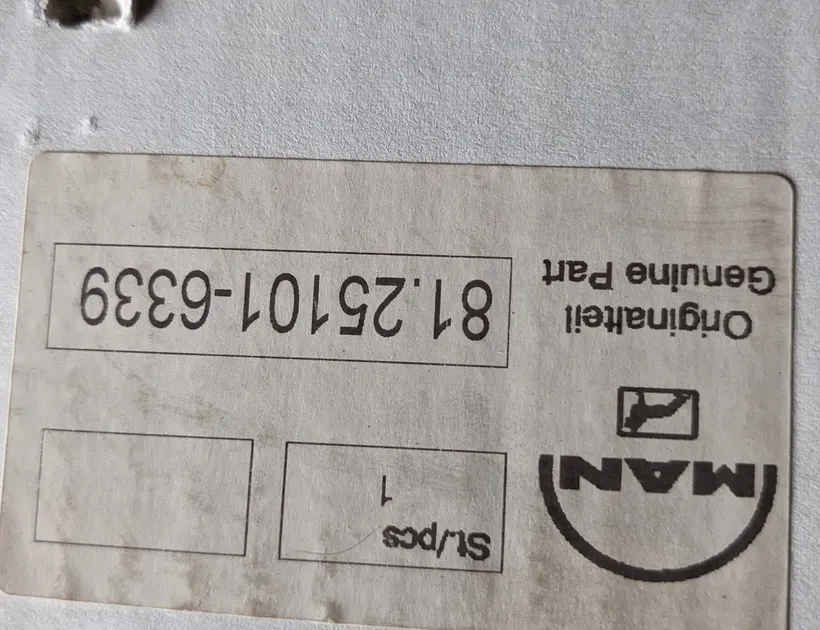 MAN
St./pcs
1
Originalteil
Genuine Part
81.25101-6339